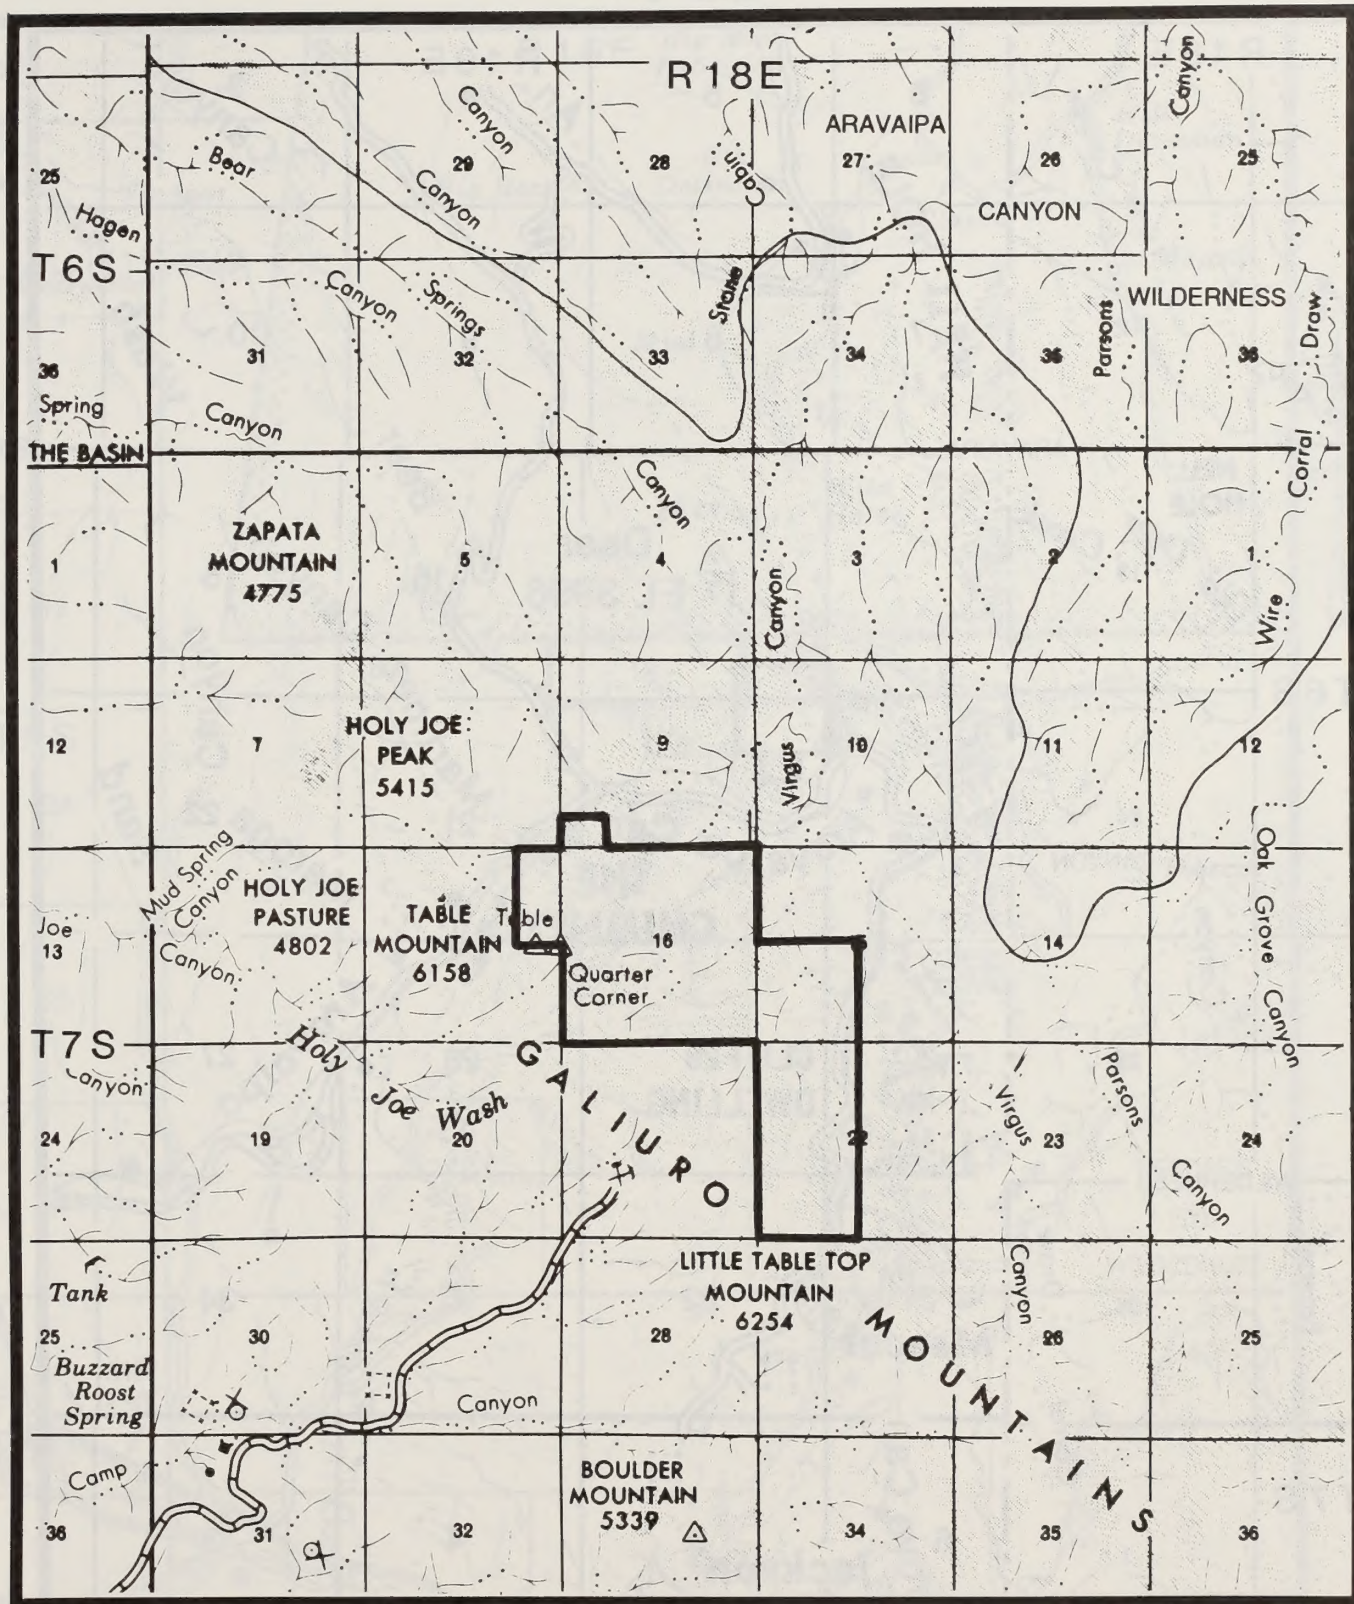 R 18 E
Canyon
Canyon
ARAVAIPA
Bear
29
28
Cabin
27
26
25
25
Canyon
Hagen
CANYON
T6S
Canyon
Springs
WILDERNESS
Parsons
Draw
31
32
33
34
35
36
36
Spring
Canyon
THE BASIN
Corral
Canyon
ZAPATA
MOUNTAIN
4775
1
5
4
3
2
1
Canyon
Wire
HOLY JOE
PEAK
5415
12
7
9
10
11
12
Virgus
Mud Spring
Canyon
HOLY JOE
PASTURE
4802
TABLE
MOUNTAIN
6158
Table
Oak Grove Canyon
Joe
13
Canyon
16
14
Quarter
Corner
T7S
Canyon
Holy
Joe Wash
GALIURO
Parsons
Virgus
24
19
20
22
23
24
Canyon
LITTLE TABLE TOP
MOUNTAIN
6254
Canyon
Tank
25
30
28
26
25
MOUNTAINS
Buzzard
Roost
Spring
Canyon
Camp
BOULDER
MOUNTAIN
5339
36
31
32
34
35
36